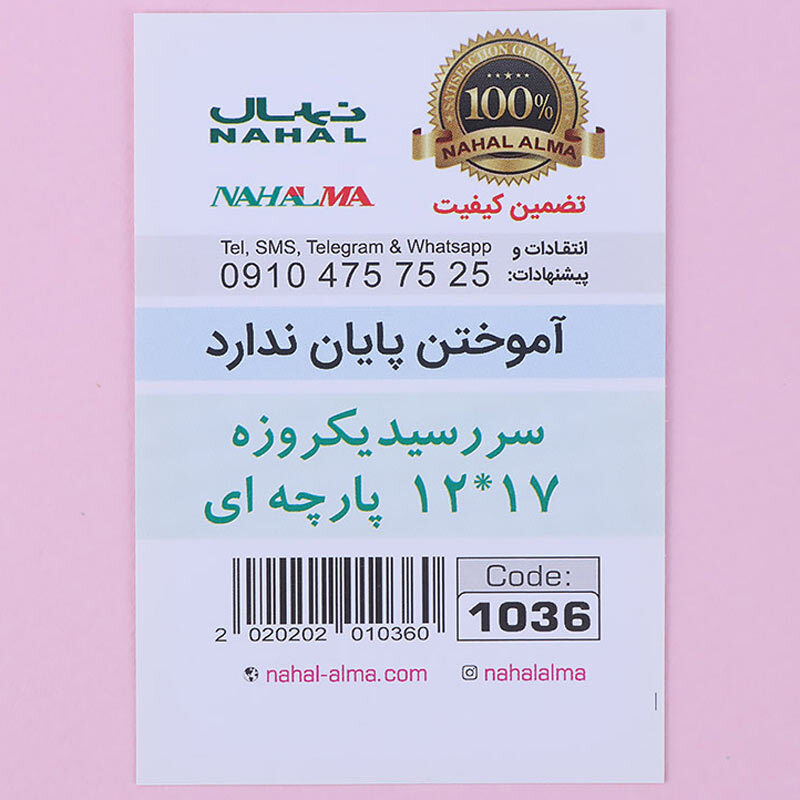 نهال
NAHAL
NAHALMA
SATISFACTION GUARANTEE
100%
NAHAL ALMA
تضمین کیفیت
Tel, SMS, Telegram & Whatsapp
0910 475 75 25
انتقادات و
پیشنهادات:
آموختن پایان ندارد
سررسید یکروزه
۱۲*۱۷ پارچه ای
Code:
1036
2 020202 010360
nahal-alma.com
nahalalma